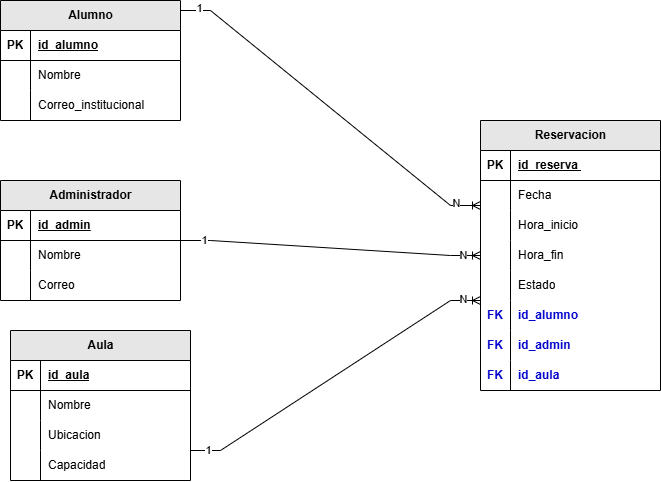 Alumno
PK id_alumno
Nombre
Correo_institucional
1
N
Administrador
PK id_admin
Nombre
Correo
1
N
Aula
PK id_aula
Nombre
Ubicacion
Capacidad
1
N
Reservacion
PK id_reserva
Fecha
Hora_inicio
Hora_fin
Estado
FK id_alumno
FK id_admin
FK id_aula